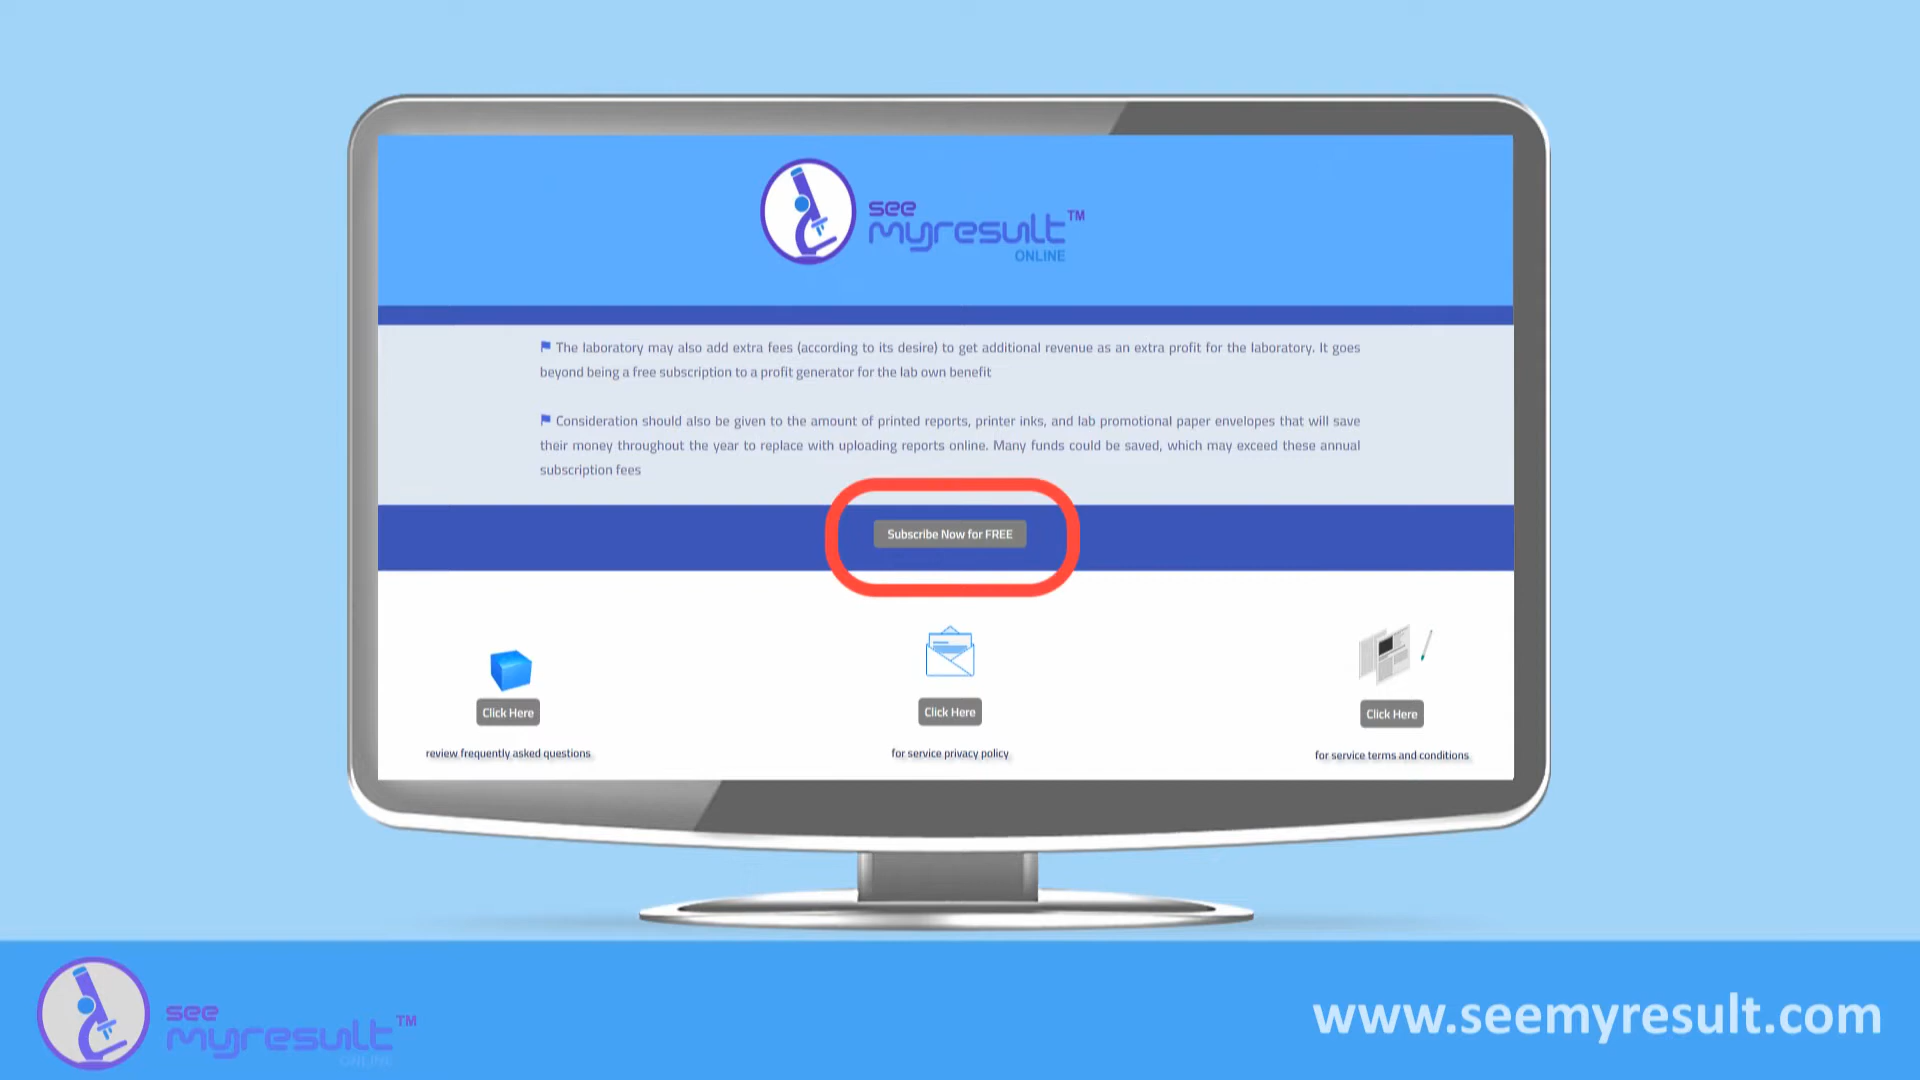 see
myresult™
ONLINE
The laboratory may also add extra fees (according to its desire) to get additional revenue as an extra profit for the laboratory. It goes
beyond being a free subscription to a profit generator for the lab own benefit
Consideration should also be given to the amount of printed reports, printer inks, and lab promotional paper envelopes that will save
their money throughout the year to replace with uploading reports online. Many funds could be saved, which may exceed these annual
subscription fees
Subscribe Now for FREE
Click Here
review frequently asked questions
Click Here
for service privacy policy
Click Here
for service terms and conditions
see
myresult™
ONLINE
www.seemyresult.com